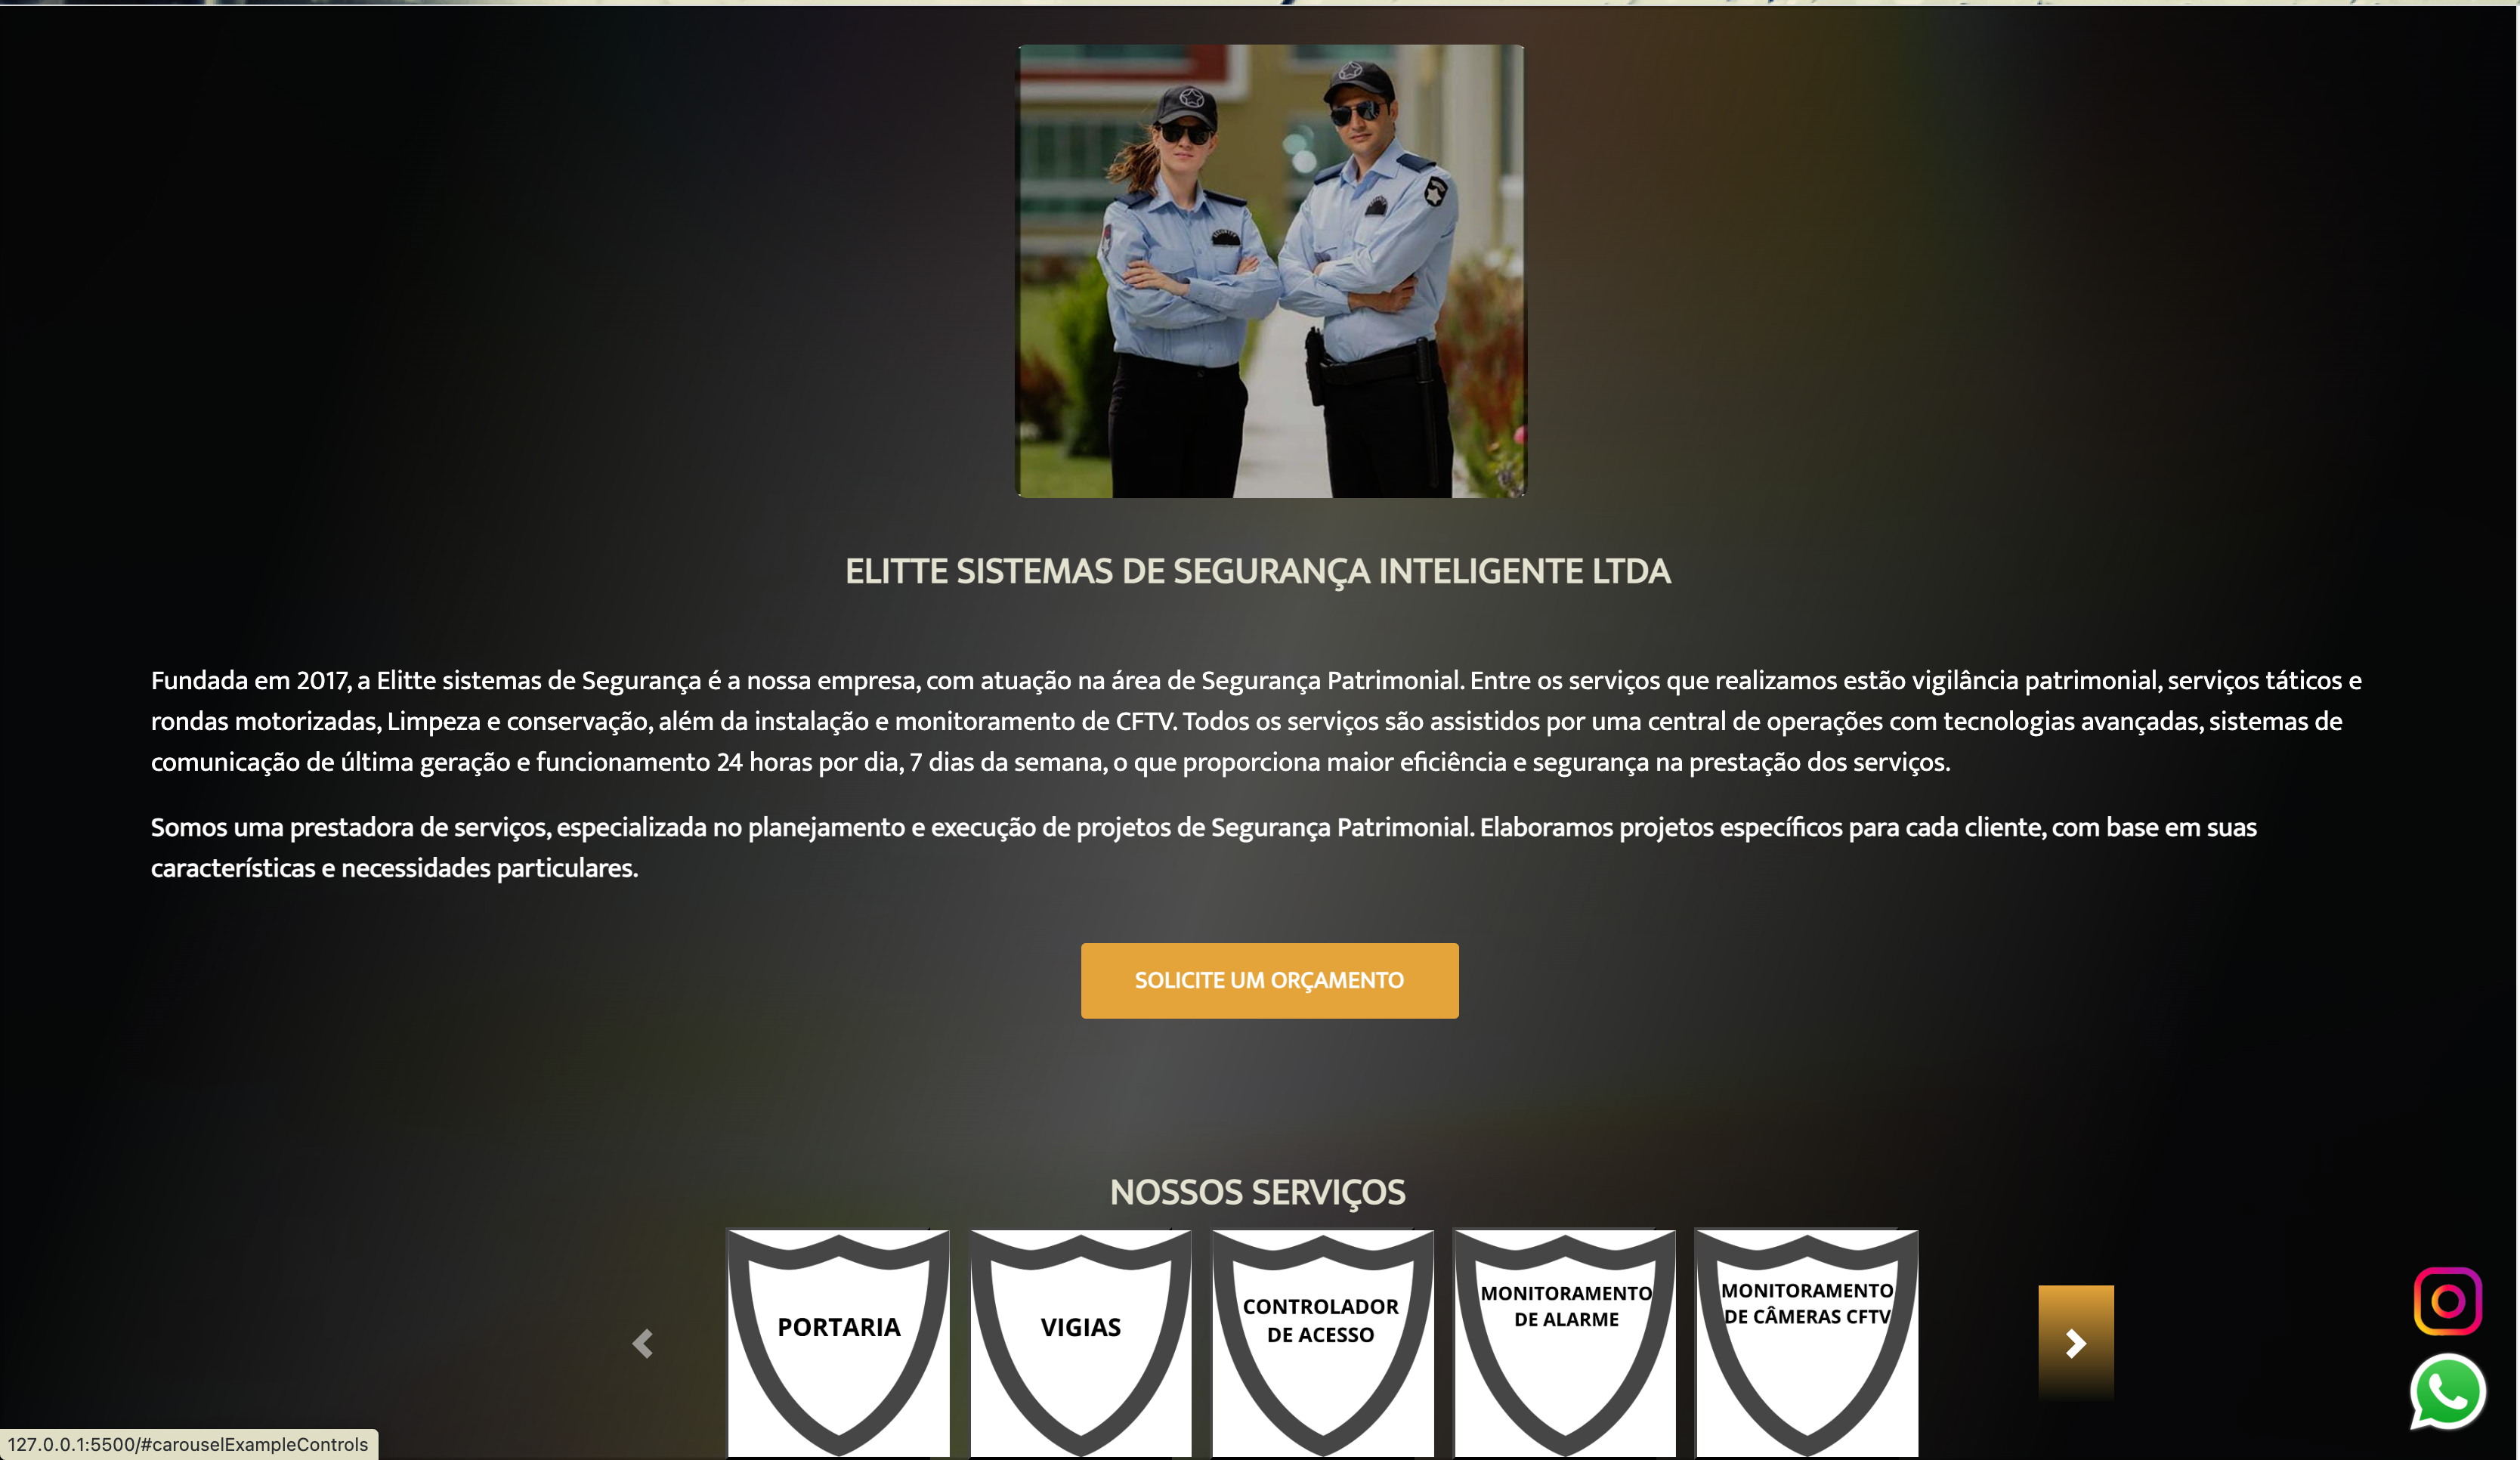 ELITTE SISTEMAS DE SEGURANÇA INTELIGENTE LTDA
Fundada em 2017, a Elitte sistemas de Segurança é a nossa empresa, com atuação na área de Segurança Patrimonial. Entre os serviços que realizamos estão vigilância patrimonial, serviços táticos e
rondas motorizadas, Limpeza e conservação, além da instalação e monitoramento de CFTV. Todos os serviços são assistidos por uma central de operações com tecnologias avançadas, sistemas de
comunicação de última geração e funcionamento 24 horas por dia, 7 dias da semana, o que proporciona maior eficiência e segurança na prestação dos serviços.
Somos uma prestadora de serviços, especializada no planejamento e execução de projetos de Segurança Patrimonial. Elaboramos projetos específicos para cada cliente, com base em suas
características e necessidades particulares.
SOLICITE UM ORÇAMENTO
NOSSOS SERVIÇOS
PORTARIA
VIGIAS
CONTROLADOR
DE ACESSO
MONITORAMENTO
DE ALARME
MONITORAMENTO
DE CÂMERAS CFTV
127.0.0.1:5500/#carouselExampleControls